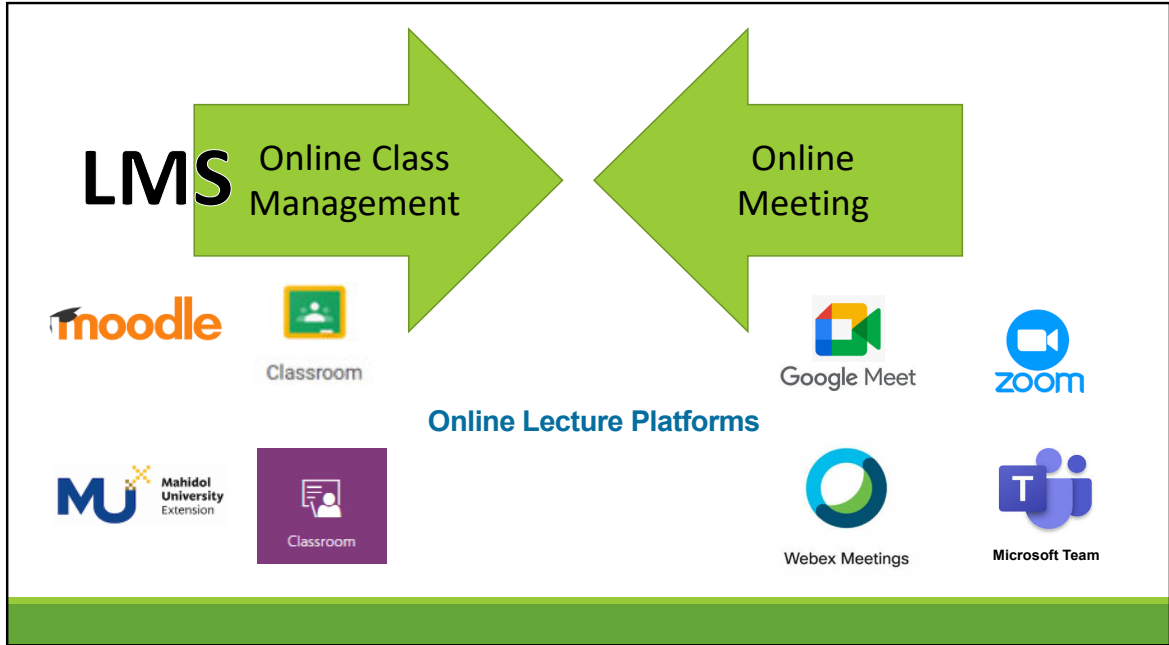 LMS
Online Class
Management
Online
Meeting
moodle
Classroom
Google Meet
zoom
Online Lecture Platforms
MUx
Mahidol
University
Extension
Classroom
Webex Meetings
T
Microsoft Team